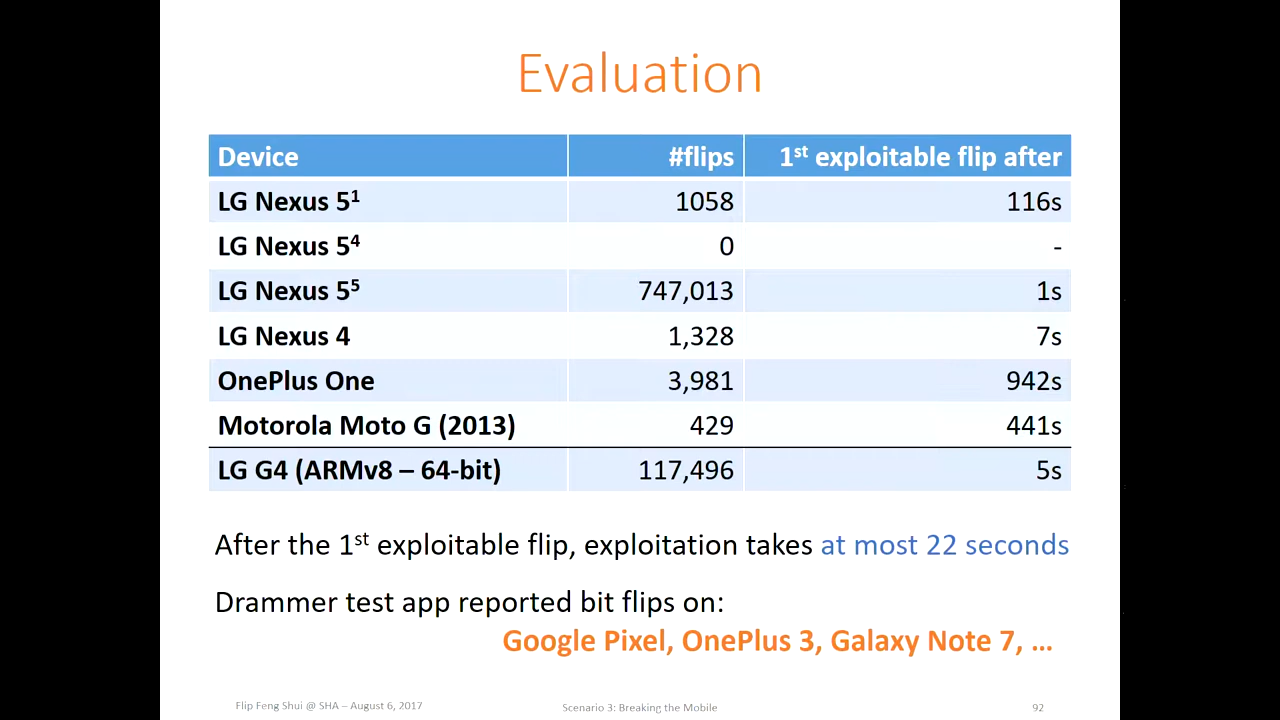 Evaluation
Device #flips 1st exploitable flip after
LG Nexus 5¹ 1058 116s
LG Nexus 5⁴ 0 -
LG Nexus 5⁵ 747,013 1s
LG Nexus 4 1,328 7s
OnePlus One 3,981 942s
Motorola Moto G (2013) 429 441s
LG G4 (ARMv8 – 64-bit) 117,496 5s
After the 1st exploitable flip, exploitation takes at most 22 seconds
Drammer test app reported bit flips on:
Google Pixel, OnePlus 3, Galaxy Note 7, ...
Flip Feng Shui @ SHA – August 6, 2017 Scenario 3: Breaking the Mobile 92